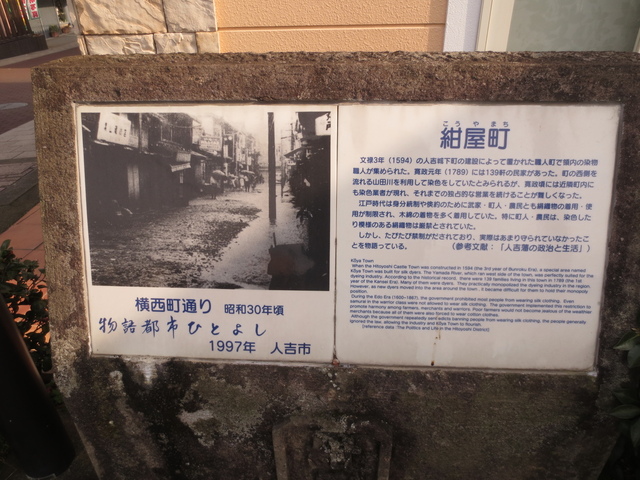 横西町通り 昭和30年頃
物語都市ひとよし
1997年 人吉市
こうやまち
紺屋町
文禄3年（1594）の人吉城下町の建設によって置かれた職人町で領内の染物
職人が集められた。寛政元年（1789）には139軒の民家があった。町の西側を
流れる山田川を利用して染色をしていたとみられるが、寛政頃には近隣町内に
も染色業者が現れ、それまでの独占的な営業を続けることが難しくなった。
江戸時代は身分統制や倹約のために武家・町人・農民とも絹織物の着用・使
用が制限され、木綿の着物を多く着用していた。特に町人・農民は、染色した
り模様のある絹織物は厳禁とされていた。
しかし、たびたび禁制がだされており、実際はあまり守られていなかったこ
とを物語っている。 （参考文献：「人吉藩の政治と生活」）
Kôya Town
When the Hitoyoshi Castle Town was constructed in 1594 (the 3rd year of Bunroku Era), a special area named
Kôya Town was built for silk dyers. The Yamada River, which ran west side of the town, was perfectly suited for the
dyeing industry. According to the historical record, there were 139 families living in this town in 1789 (the 1st
year of the Kansei Era). Many of them were dyers. They practically monopolized the dyeing industry in the region.
However, as new dyers moved into the area around the town, it became difficult for them to hold their monopoly
position.
During the Edo Era (1600~1867), the government prohibited most people from wearing silk clothing. Even
samurai in the warrior class were not allowed to wear silk clothing. The government implemented this restriction to
promote harmony among farmers, merchants and warriors. Poor farmers would not become jealous of the wealthier
merchants because all of them were also forced to wear cotton clothes.
Although the government repeatedly sent edicts banning people from wearing silk clothing, the people generally
ignored the law, allowing the industry and Kôya Town to flourish.
(reference data : The Politics and Life in the Hitoyoshi District)